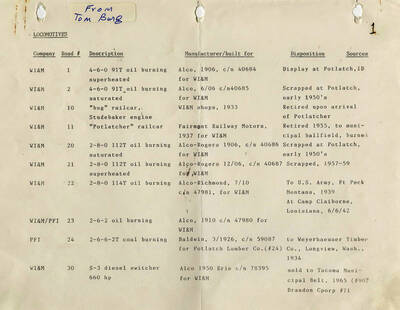 From
Tom Burg
1
LOCOMOTIVES
Company Road # Description Manufacturer/built for Disposition Sources
WI&M 1 4-6-0 91T oil burning Alco, 1906, c/n 40684 Display at Potlatch, ID
superheated for WI&M
WI&M 2 4-6-0 91T oil burning Alco, 6/06 c/n40685 Scrapped at Potlatch,
saturated for WI&M early 1950's
WI&M 10 "bug" railcar, WI&M shops, 1933 Retired upon arrival
Studebaker engine of Potlatcher
WI&M 11 "Potlatcher" railcar Fairmont Railway Motors, Retired 1955, to muni-
1937 for WI&M cipal ballfield, burned
WI&M 20 2-8-0 112T oil burning Alco-Rogers 1906, c/n 40686 Scrapped at Potlatch,
saturated for WI&M early 1950's
WI&M 21 2-8-0 112T oil burning Alco-Rogers 12/06, c/n 40687 Scrapped, 1957-59
superheated for WI&M
WI&M 22 2-8-0 114T oil burning Alco-Richmond, 7/10 To U.S. Army, Ft Peck
c/n 47981, for WI&M Montana, 1939
At Camp Claiborne,
Louisiana, 6/6/42
WI&M/PFI 23 2-6-2 oil burning Alco, 1910 c/n 47980 for
WI&M
PFI 24 2-6-6-2T coal burning Baldwin, 3/1926, c/n 59087 to Weyerhaeuser Timber
for Potlatch Lumber Co.(#24) Co., Longview, Wash.,
1934
WI&M 30 S-3 diesel switcher Alco 1950 Erie c/n 78395 sold to Tacoma Muni-
660 hp for WI&M cipal Belt, 1965 (#907
Brandon Corp #71